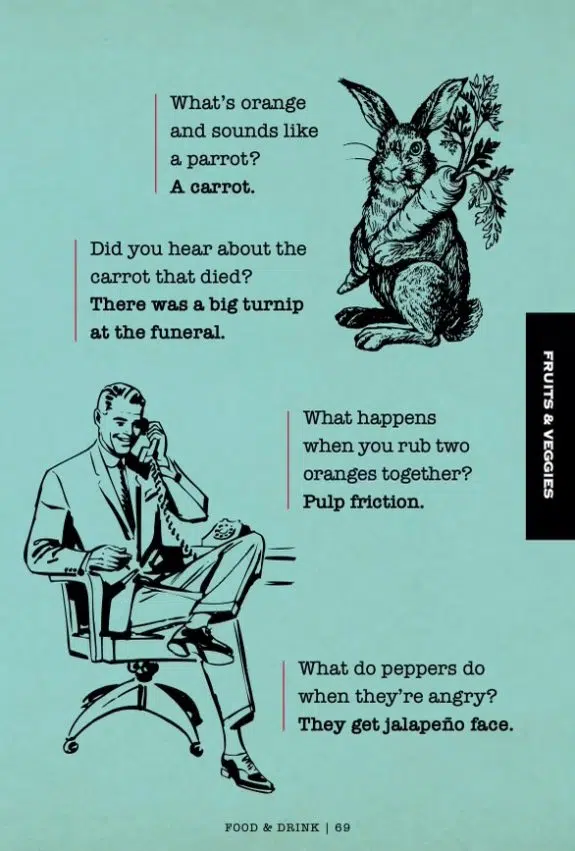 What's orange
and sounds like
a parrot?
A carrot.
Did you hear about the
carrot that died?
There was a big turnip
at the funeral.
FRUITS & VEGGIES
What happens
when you rub two
oranges together?
Pulp friction.
What do peppers do
when they're angry?
They get jalapeño face.
FOOD & DRINK | 69